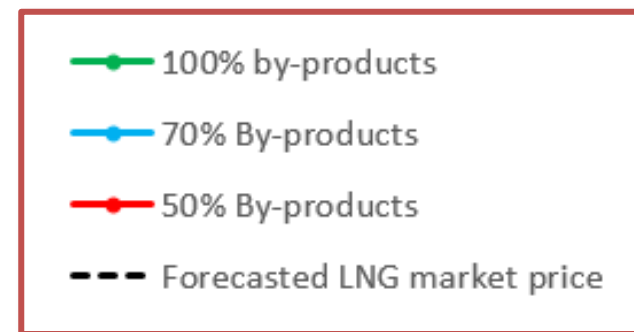 100% by-products
70% By-products
50% By-products
Forecasted LNG market price